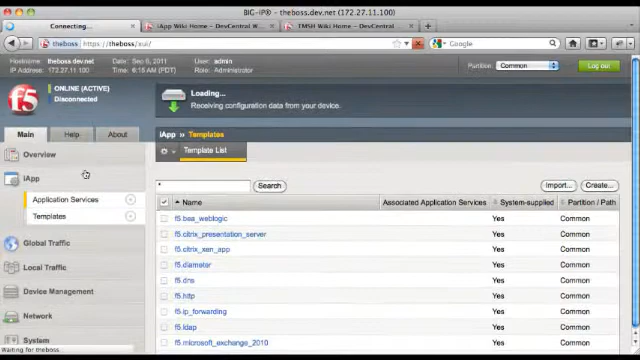 BIG-IP® – theboss.dev.net (172.27.11.100)
Connecting...
iApp Wiki Home – DevCentral W...
TMSH Wiki Home – DevCentral ...
theboss https://theboss/xui/
Google
Hostname: theboss.dev.net Date: Sep 6, 2011 User: admin
IP Address: 172.27.11.100 Time: 6:15 AM (PDT) Role: Administrator
Partition: Common
Log out
f5
ONLINE (ACTIVE)
Disconnected
Loading...
Receiving configuration data from your device.
Main Help About
iApp » Templates
Template List
Overview
iApp
Application Services
Templates
Global Traffic
Local Traffic
Device Management
Network
System
*
Search
Import... Create...
Name Associated Application Services System-supplied Partition / Path
f5.bea_weblogic Yes Common
f5.citrix_presentation_server Yes Common
f5.citrix_xen_app Yes Common
f5.diameter Yes Common
f5.dns Yes Common
f5.http Yes Common
f5.ip_forwarding Yes Common
f5.ldap Yes Common
f5.microsoft_exchange_2010 Yes Common
Waiting for theboss...